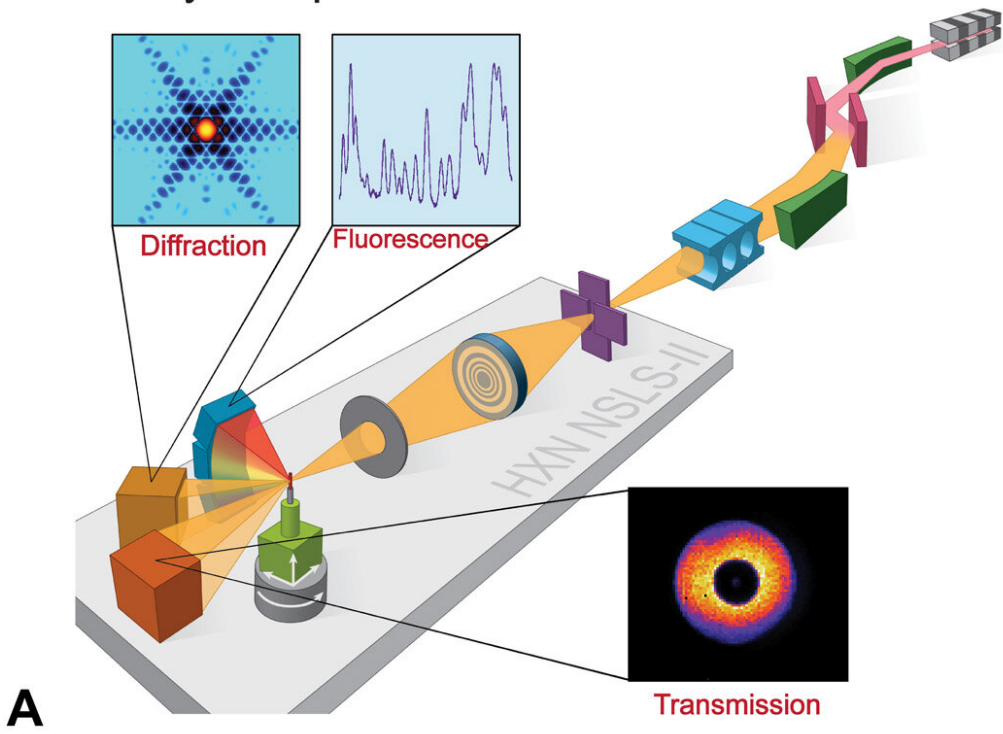 Diffraction
Fluorescence
HXN NSLS-II
Transmission
A